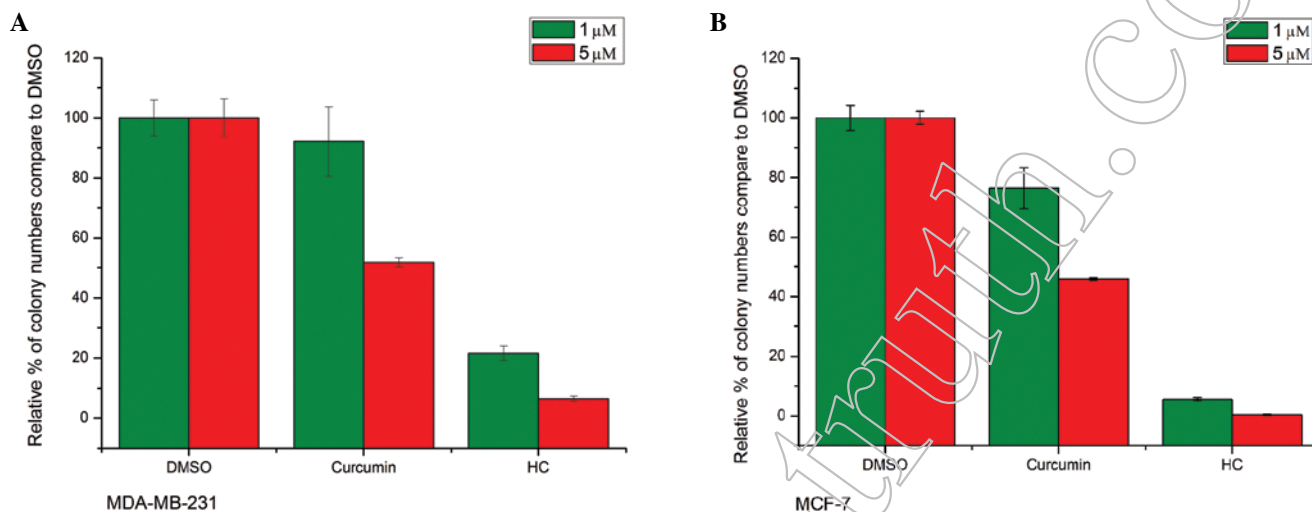 A
1 µM
5 µM
Relative % of colony numbers compare to DMSO
120
100
80
60
40
20
0
DMSO Curcumin HC
MDA-MB-231
B
1 µM
5 µM
Relative % of colony numbers compare to DMSO
120
100
80
60
40
20
0
DMSO Curcumin HC
MCF-7
truth.co